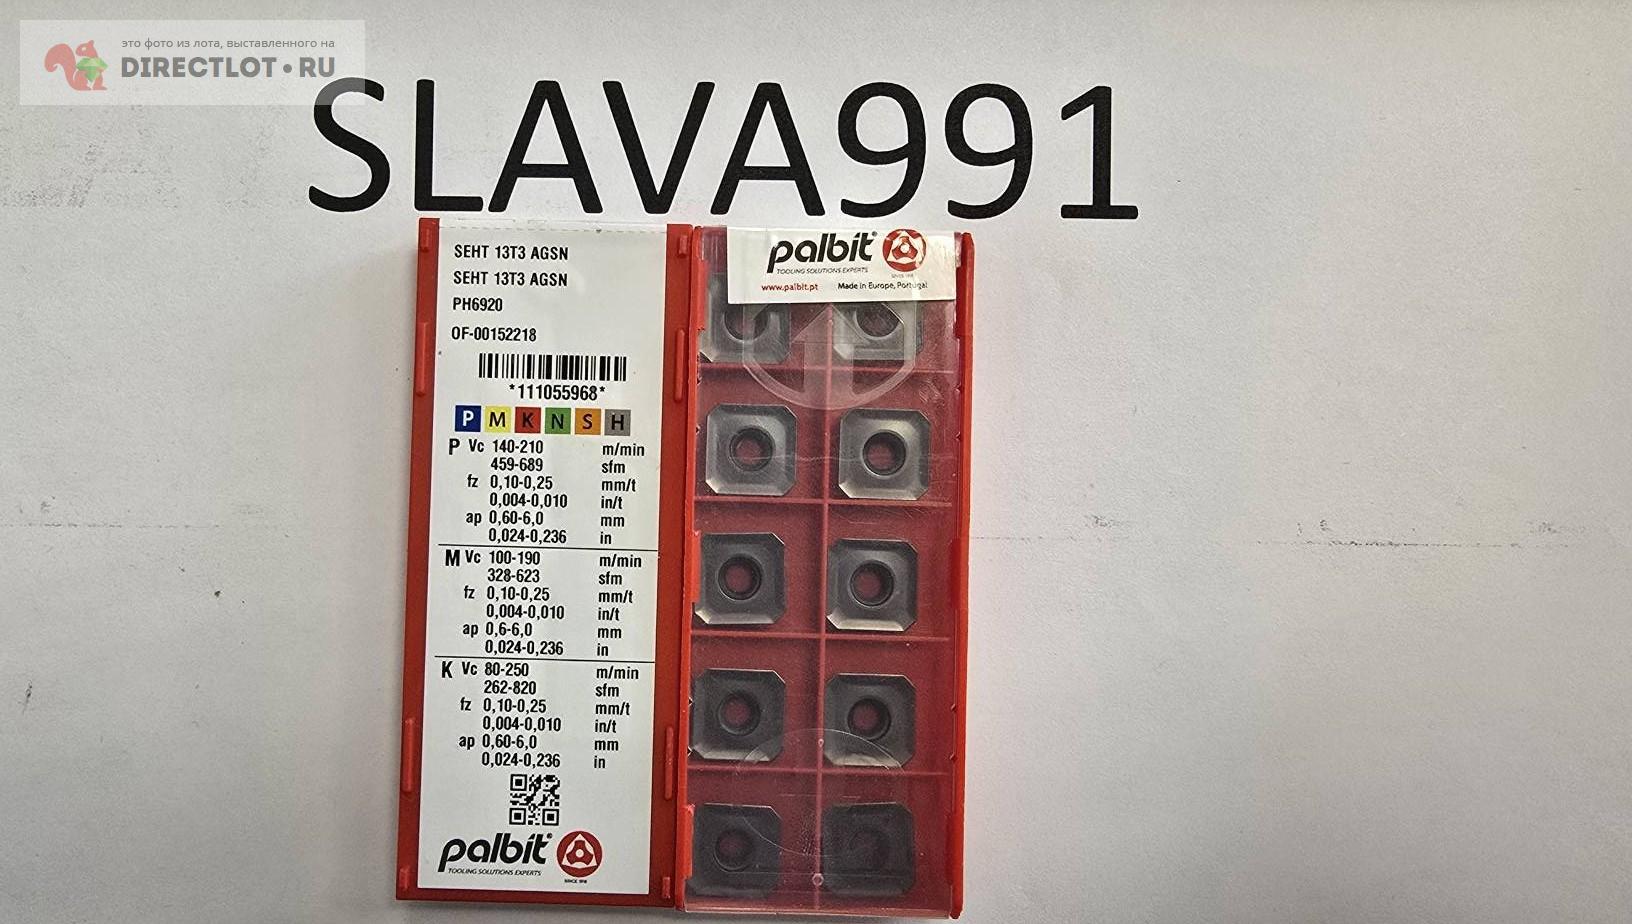 это фото из лота, выставленного на
DIRECTLOT•RU
SLAVA991
SEHT 13T3 AGSN
SEHT 13T3 AGSN
PH6920
OF-00152218
*111055968*
P M K N S H
P Vc 140-210 m/min
459-689 sfm
fz 0,10-0,25 mm/t
0,004-0,010 in/t
ap 0,60-6,0 mm
0,024-0,236 in
M Vc 100-190 m/min
328-623 sfm
fz 0,10-0,25 mm/t
0,004-0,010 in/t
ap 0,6-6,0 mm
0,024-0,236 in
K Vc 80-250 m/min
262-820 sfm
fz 0,10-0,25 mm/t
0,004-0,010 in/t
ap 0,60-6,0 mm
0,024-0,236 in
palbit®
TOOLING SOLUTIONS EXPERTS
SINCE 1916
palbit®
TOOLING SOLUTIONS EXPERTS
SINCE 1916
www.palbit.pt Made in Europe, Portugal